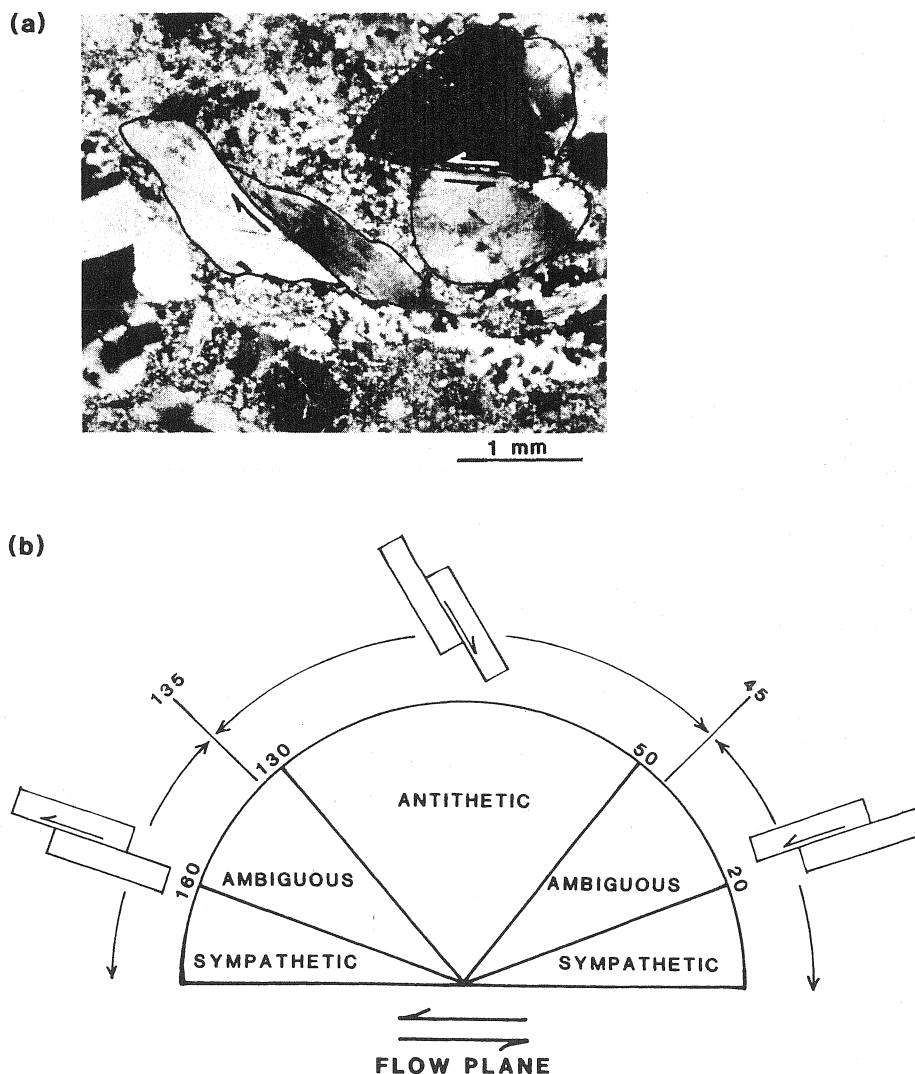 (a)
1 mm
(b)
135
45
130
50
ANTITHETIC
160
AMBIGUOUS
AMBIGUOUS
20
SYMPATHETIC
SYMPATHETIC
FLOW PLANE